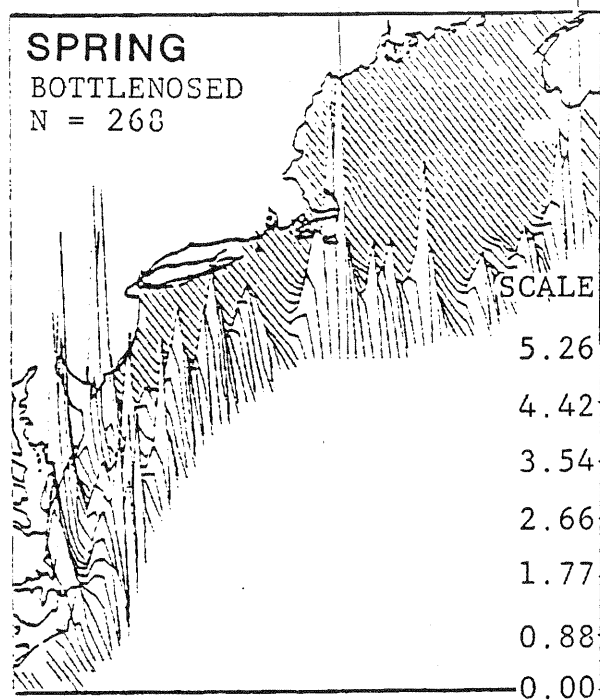 SPRING
BOTTLENOSED
N = 268
SCALE
5.26
4.42
3.54
2.66
1.77
0.88
0.00